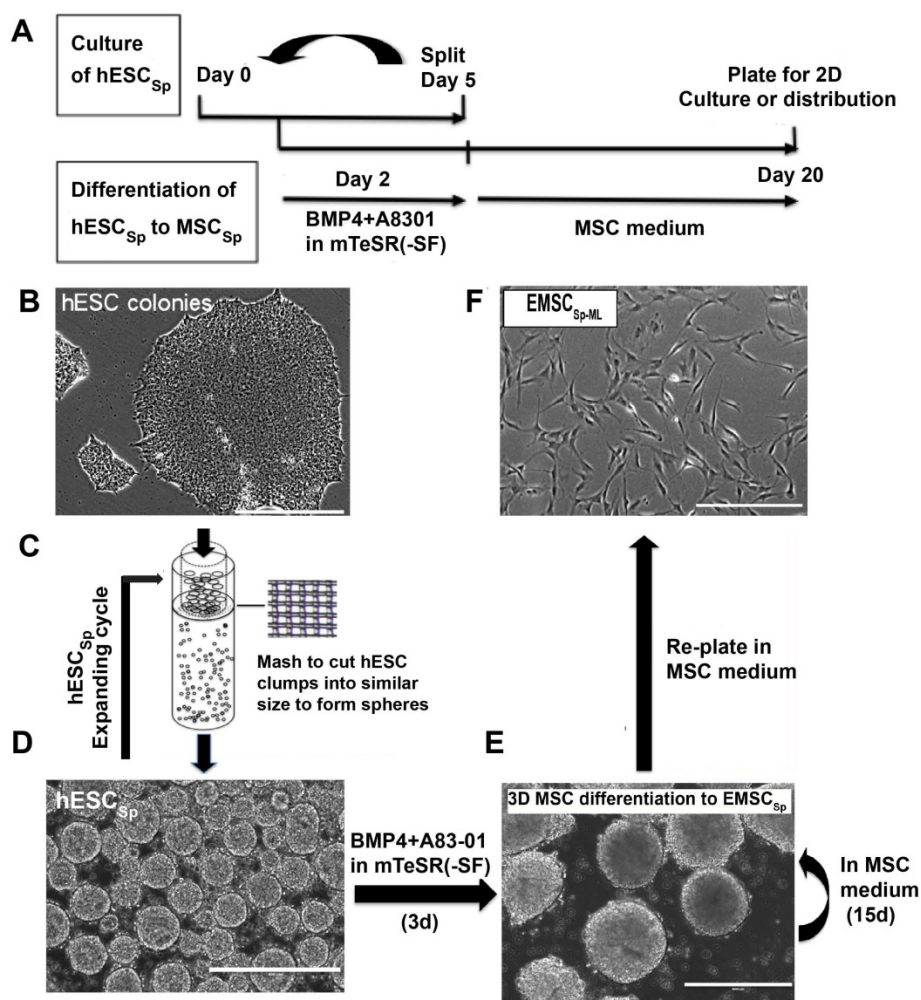 A
Culture
of hESCSp
Day 0
Split
Day 5
Plate for 2D
Culture or distribution
Differentiation of
hESCSp to MSCSp
Day 2
BMP4+A8301
in mTeSR(-SF)
MSC medium
Day 20
B
hESC colonies
F
EMSCSp-ML
C
hESCSp
Expanding cycle
Mash to cut hESC
clumps into similar
size to form spheres
Re-plate in
MSC medium
D
hESCSp
BMP4+A83-01
in mTeSR(-SF)
(3d)
E
3D MSC differentiation to EMSCSp
In MSC
medium
(15d)